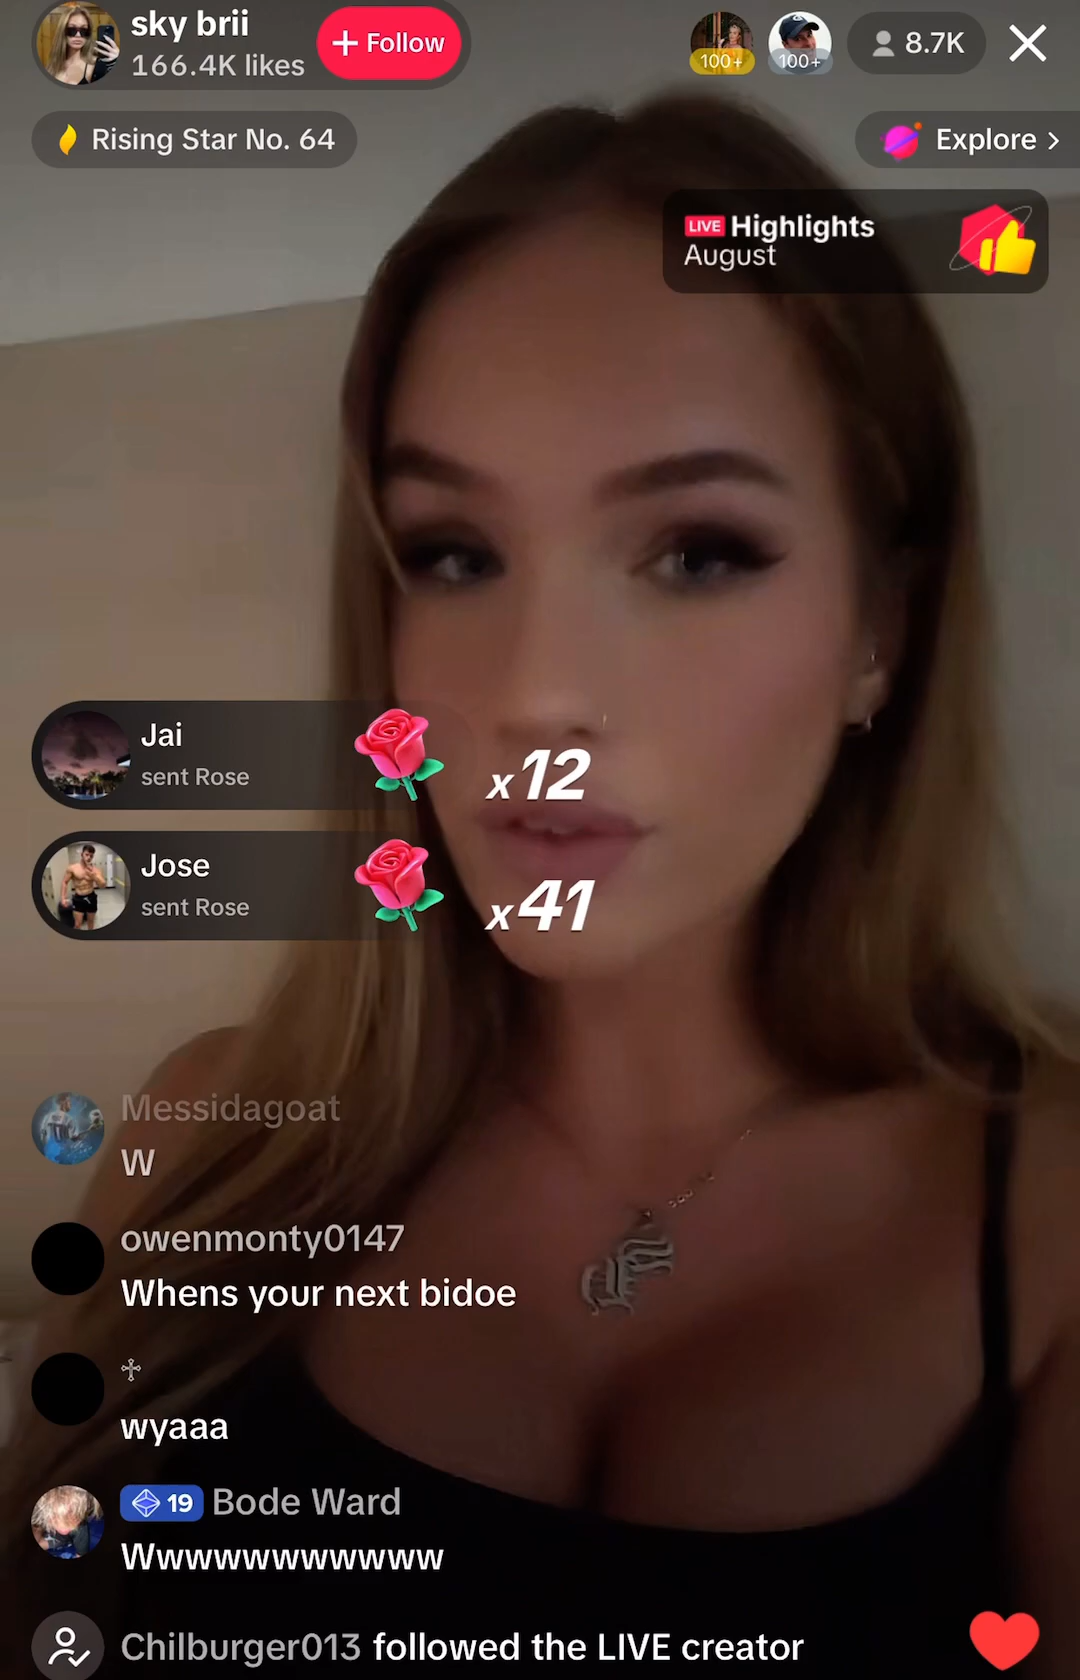 sky brii
166.4K likes
+ Follow
100+
100+
8.7K
Rising Star No. 64
Explore >
LIVE Highlights
August
Jai
sent Rose
x12
Jose
sent Rose
x41
Messidagoat
W
owenmonty0147
Whens your next bidoe
wyaaa
19 Bode Ward
Wwwwwwwwwww
Chilburger013 followed the LIVE creator